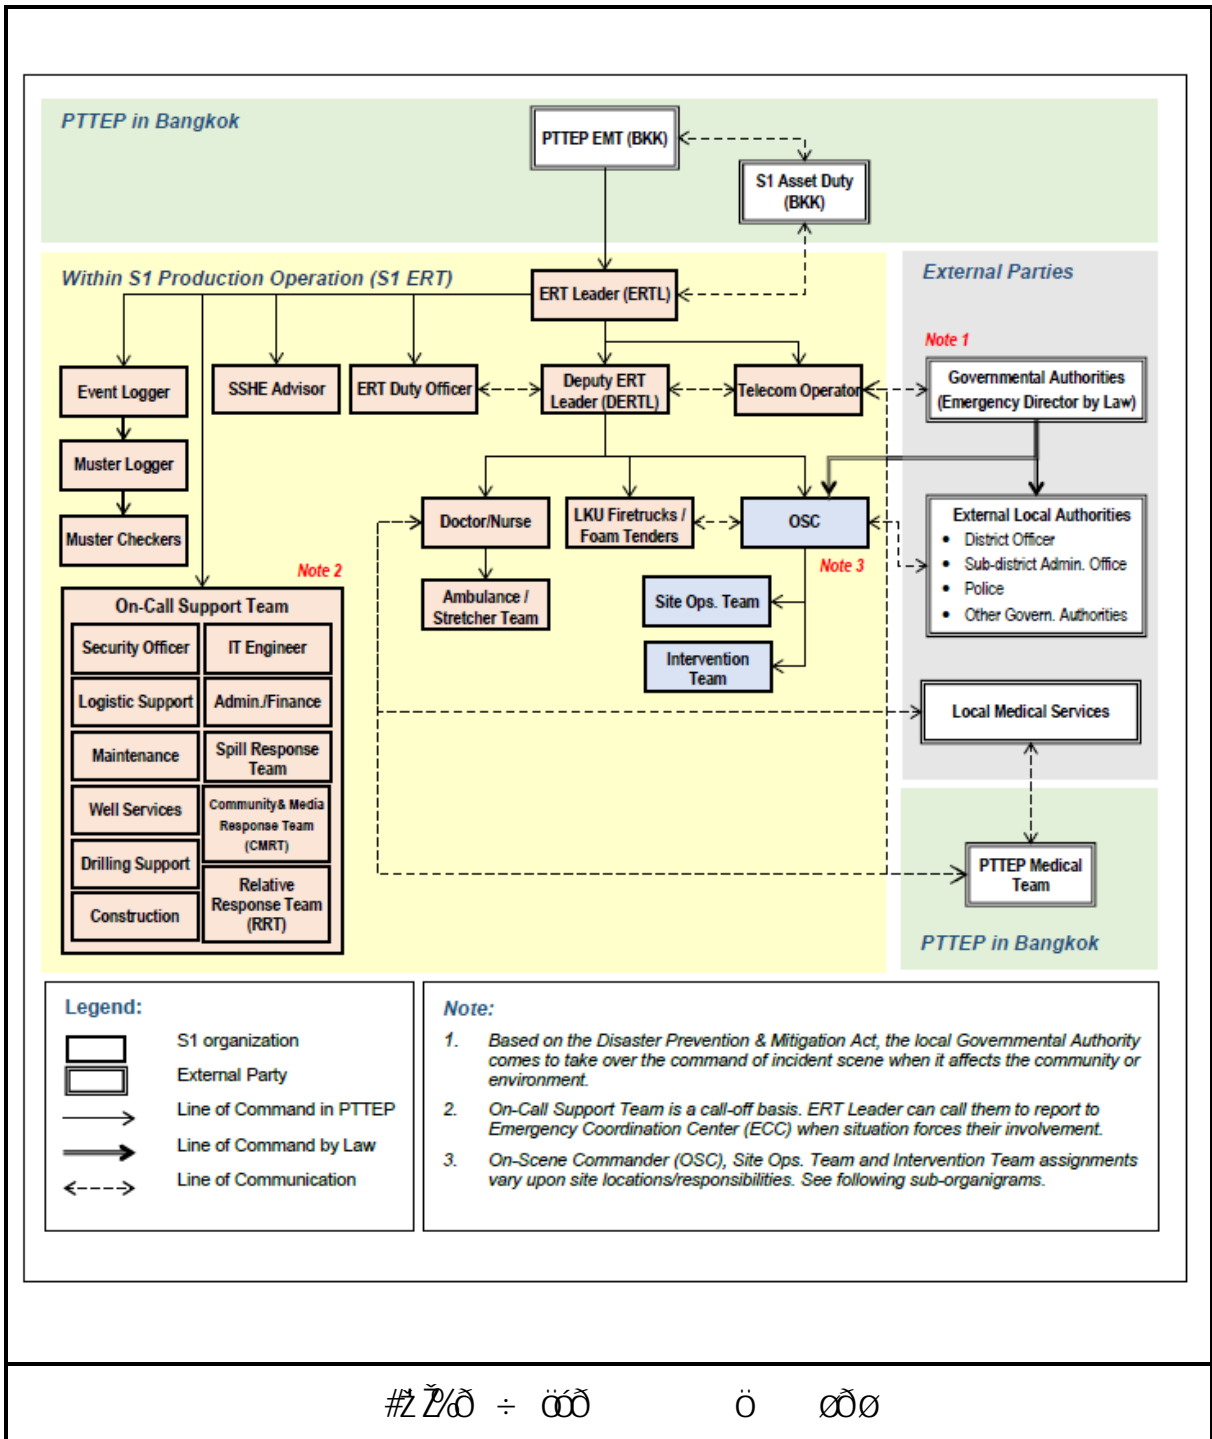 PTTEP in Bangkok
PTTEP EMT (BKK)
S1 Asset Duty
(BKK)
Within S1 Production Operation (S1 ERT)
ERT Leader (ERTL)
External Parties
Note 1
Event Logger
SSHE Advisor
ERT Duty Officer
Deputy ERT
Leader (DERTL)
Telecom Operator
Governmental Authorities
(Emergency Director by Law)
Muster Logger
Muster Checkers
Doctor/Nurse
LKU Firetrucks /
Foam Tenders
OSC
Note 3
External Local Authorities
• District Officer
• Sub-district Admin. Office
• Police
• Other Govern. Authorities
Note 2
Ambulance /
Stretcher Team
Site Ops. Team
Intervention
Team
On-Call Support Team
Security Officer
IT Engineer
Logistic Support
Admin./Finance
Maintenance
Spill Response
Team
Well Services
Community& Media
Response Team
(CMRT)
Drilling Support
Relative
Response Team
(RRT)
Construction
Local Medical Services
PTTEP Medical
Team
PTTEP in Bangkok
Legend:
S1 organization
External Party
Line of Command in PTTEP
Line of Command by Law
Line of Communication
Note:
1. Based on the Disaster Prevention & Mitigation Act, the local Governmental Authority
comes to take over the command of incident scene when it affects the community or
environment.
2. On-Call Support Team is a call-off basis. ERT Leader can call them to report to
Emergency Coordination Center (ECC) when situation forces their involvement.
3. On-Scene Commander (OSC), Site Ops. Team and Intervention Team assignments
vary upon site locations/responsibilities. See following sub-organigrams.